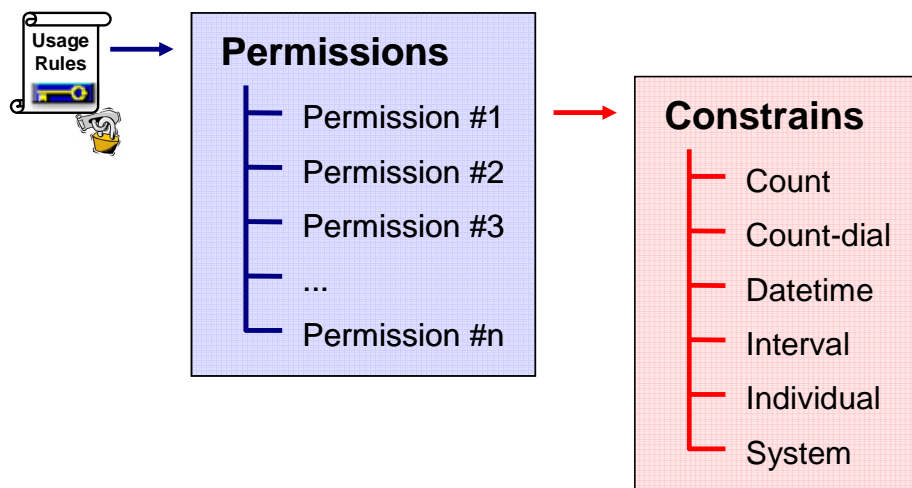 Usage
Rules
Permissions
Permission #1
Permission #2
Permission #3
...
Permission #n
Constrains
Count
Count-dial
Datetime
Interval
Individual
System